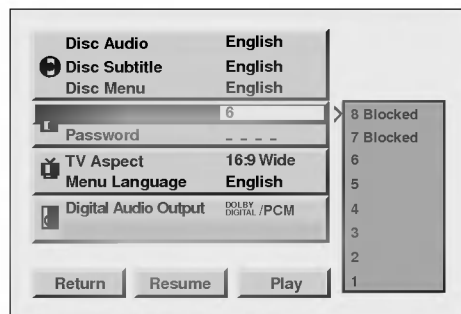 Disc Audio English
Disc Subtitle English
Disc Menu English
6
Password _ _ _ _
TV Aspect 16:9 Wide
Menu Language English
Digital Audio Output DOLBY DIGITAL /PCM
8 Blocked
7 Blocked
6
5
4
3
2
1
Return Resume Play